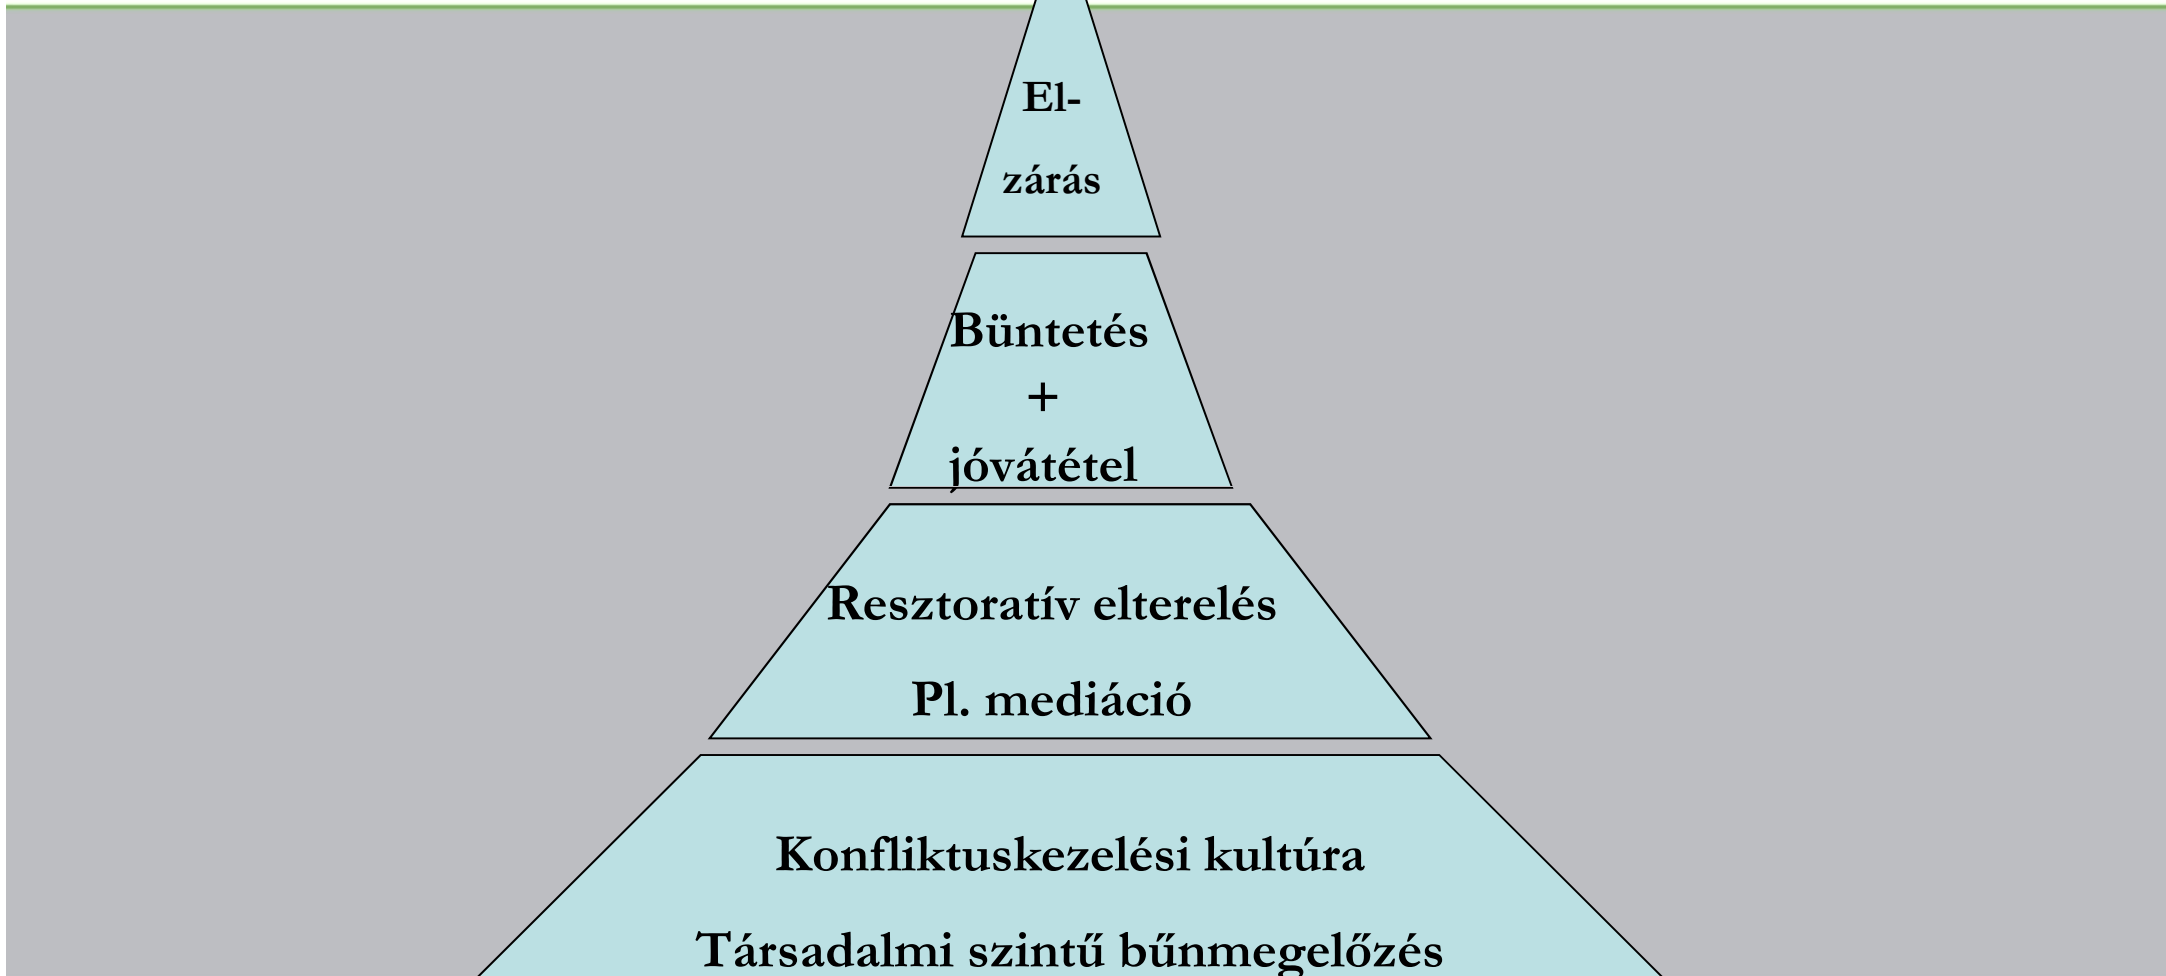 El-
zárás
Büntetés
+
jóvátétel
Resztoratív elterelés
Pl. mediáció
Konfliktuskezelési kultúra
Társadalmi szintű bűnmegelőzés